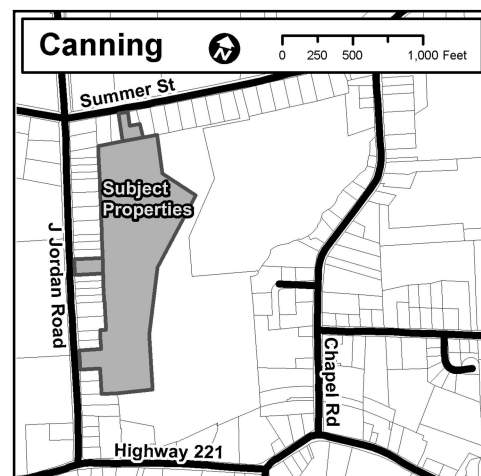 Canning
N
0 250 500 1,000 Feet
Summer St
Subject
Properties
J Jordan Road
Chapel Rd
Highway 221